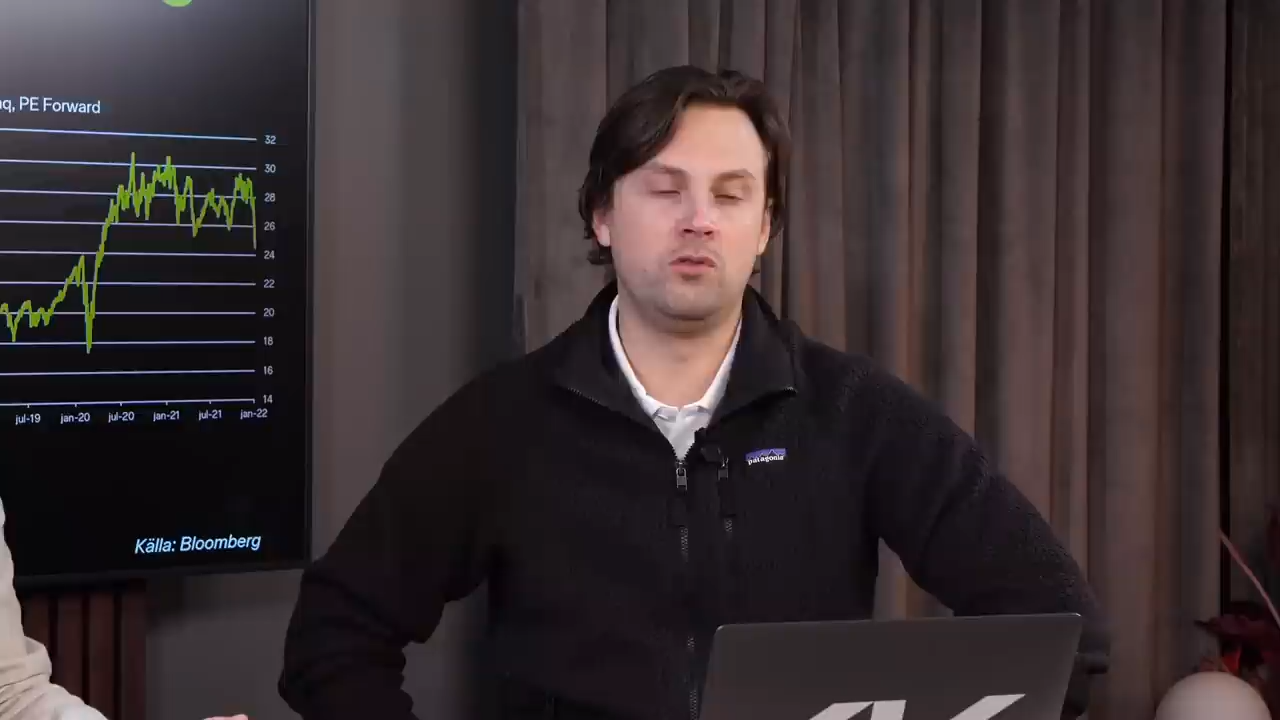 q, PE Forward
32
30
28
26
24
22
20
18
16
14
jul-19 jan-20 jul-20 jan-21 jul-21 jan-22
Källa: Bloomberg
patagonia